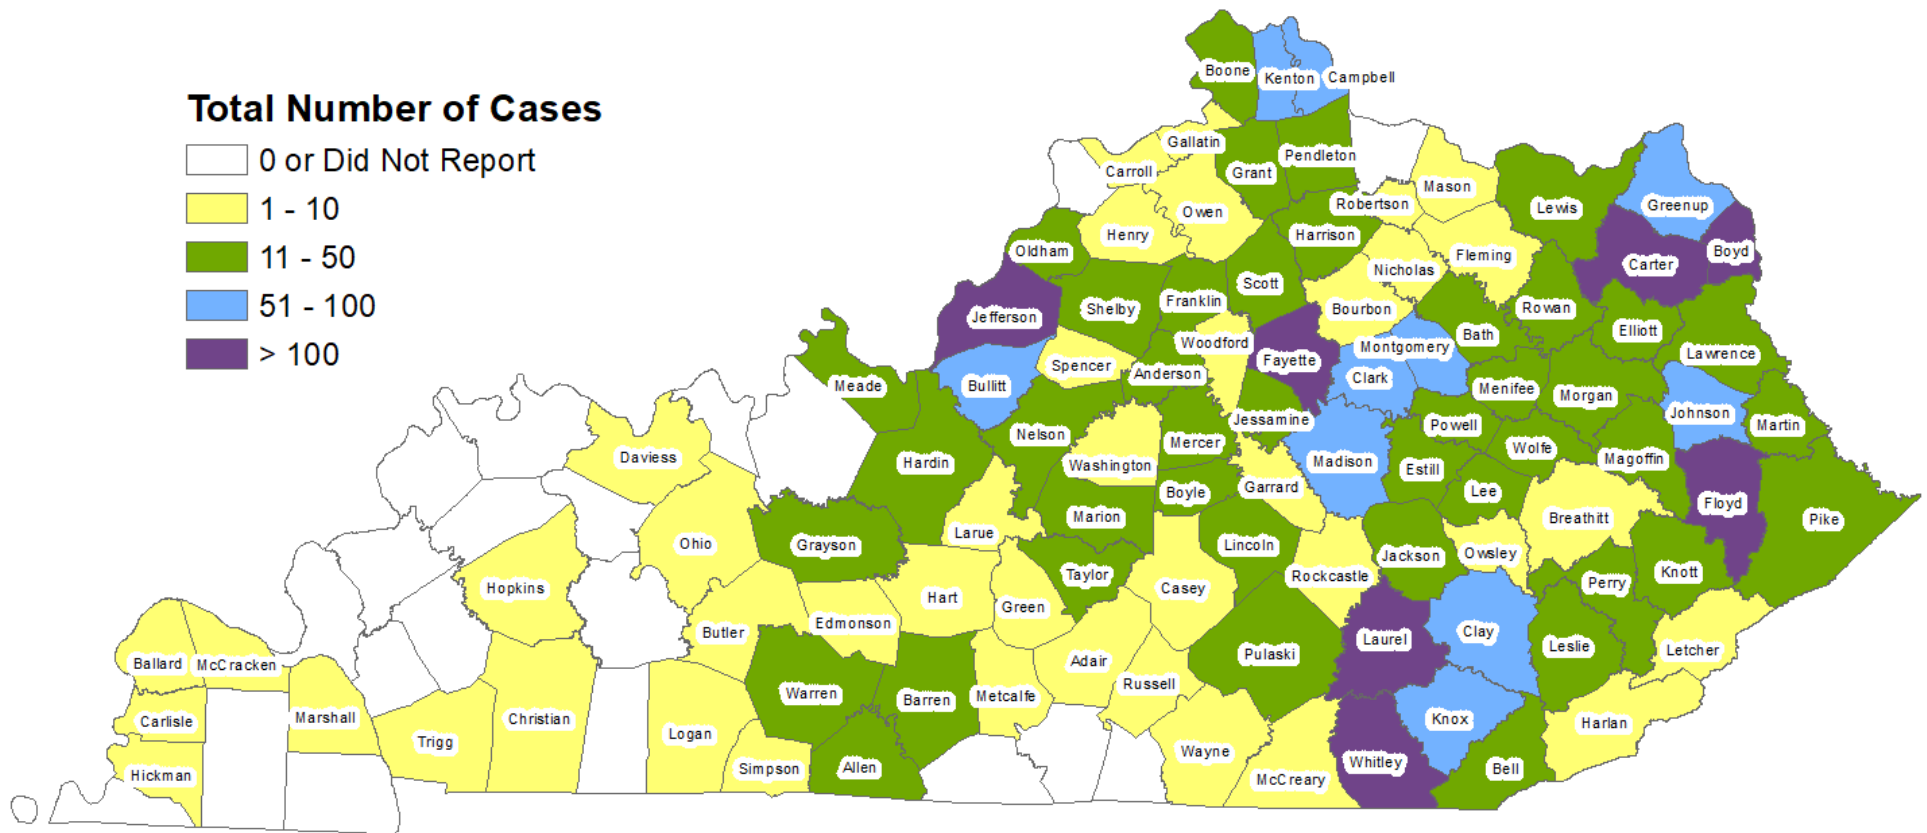 Total Number of Cases
0 or Did Not Report
1 - 10
11 - 50
51 - 100
> 100
Boone
Kenton
Campbell
Gallatin
Carroll
Grant
Pendleton
Owen
Robertson
Mason
Lewis
Greenup
Henry
Harrison
Oldham
Fleming
Carter
Boyd
Nicholas
Scott
Franklin
Shelby
Jefferson
Bourbon
Rowan
Elliott
Bath
Woodford
Montgomery
Lawrence
Fayette
Spencer
Anderson
Clark
Bullitt
Meade
Menifee
Morgan
Johnson
Martin
Jessamine
Powell
Nelson
Mercer
Wolfe
Daviess
Hardin
Washington
Madison
Estill
Magoffin
Garrard
Boyle
Lee
Floyd
Pike
Marion
Breathitt
Larue
Ohio
Grayson
Lincoln
Jackson
Owsley
Taylor
Rockcastle
Perry
Knott
Hopkins
Hart
Green
Casey
Edmonson
Butler
Laurel
Clay
Leslie
Letcher
Pulaski
Ballard
McCracken
Adair
Russell
Warren
Barren
Metcalfe
Carlisle
Marshall
Christian
Knox
Harlan
Trigg
Logan
Wayne
Whitley
Simpson
Allen
Hickman
McCreary
Bell